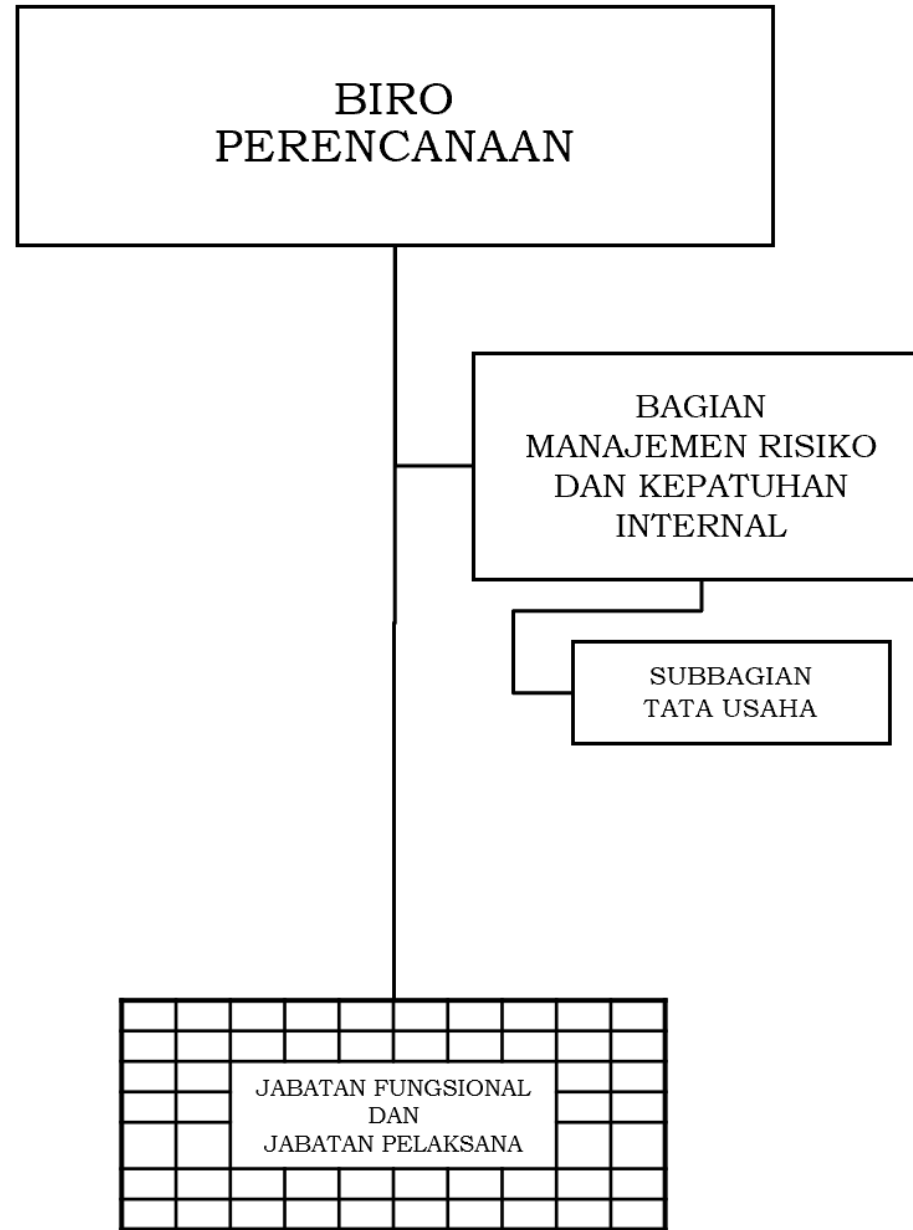 BIRO
PERENCANAAN
BAGIAN
MANAJEMEN RISIKO
DAN KEPATUHAN
INTERNAL
SUBBAGIAN
TATA USAHA
JABATAN FUNGSIONAL
DAN
JABATAN PELAKSANA